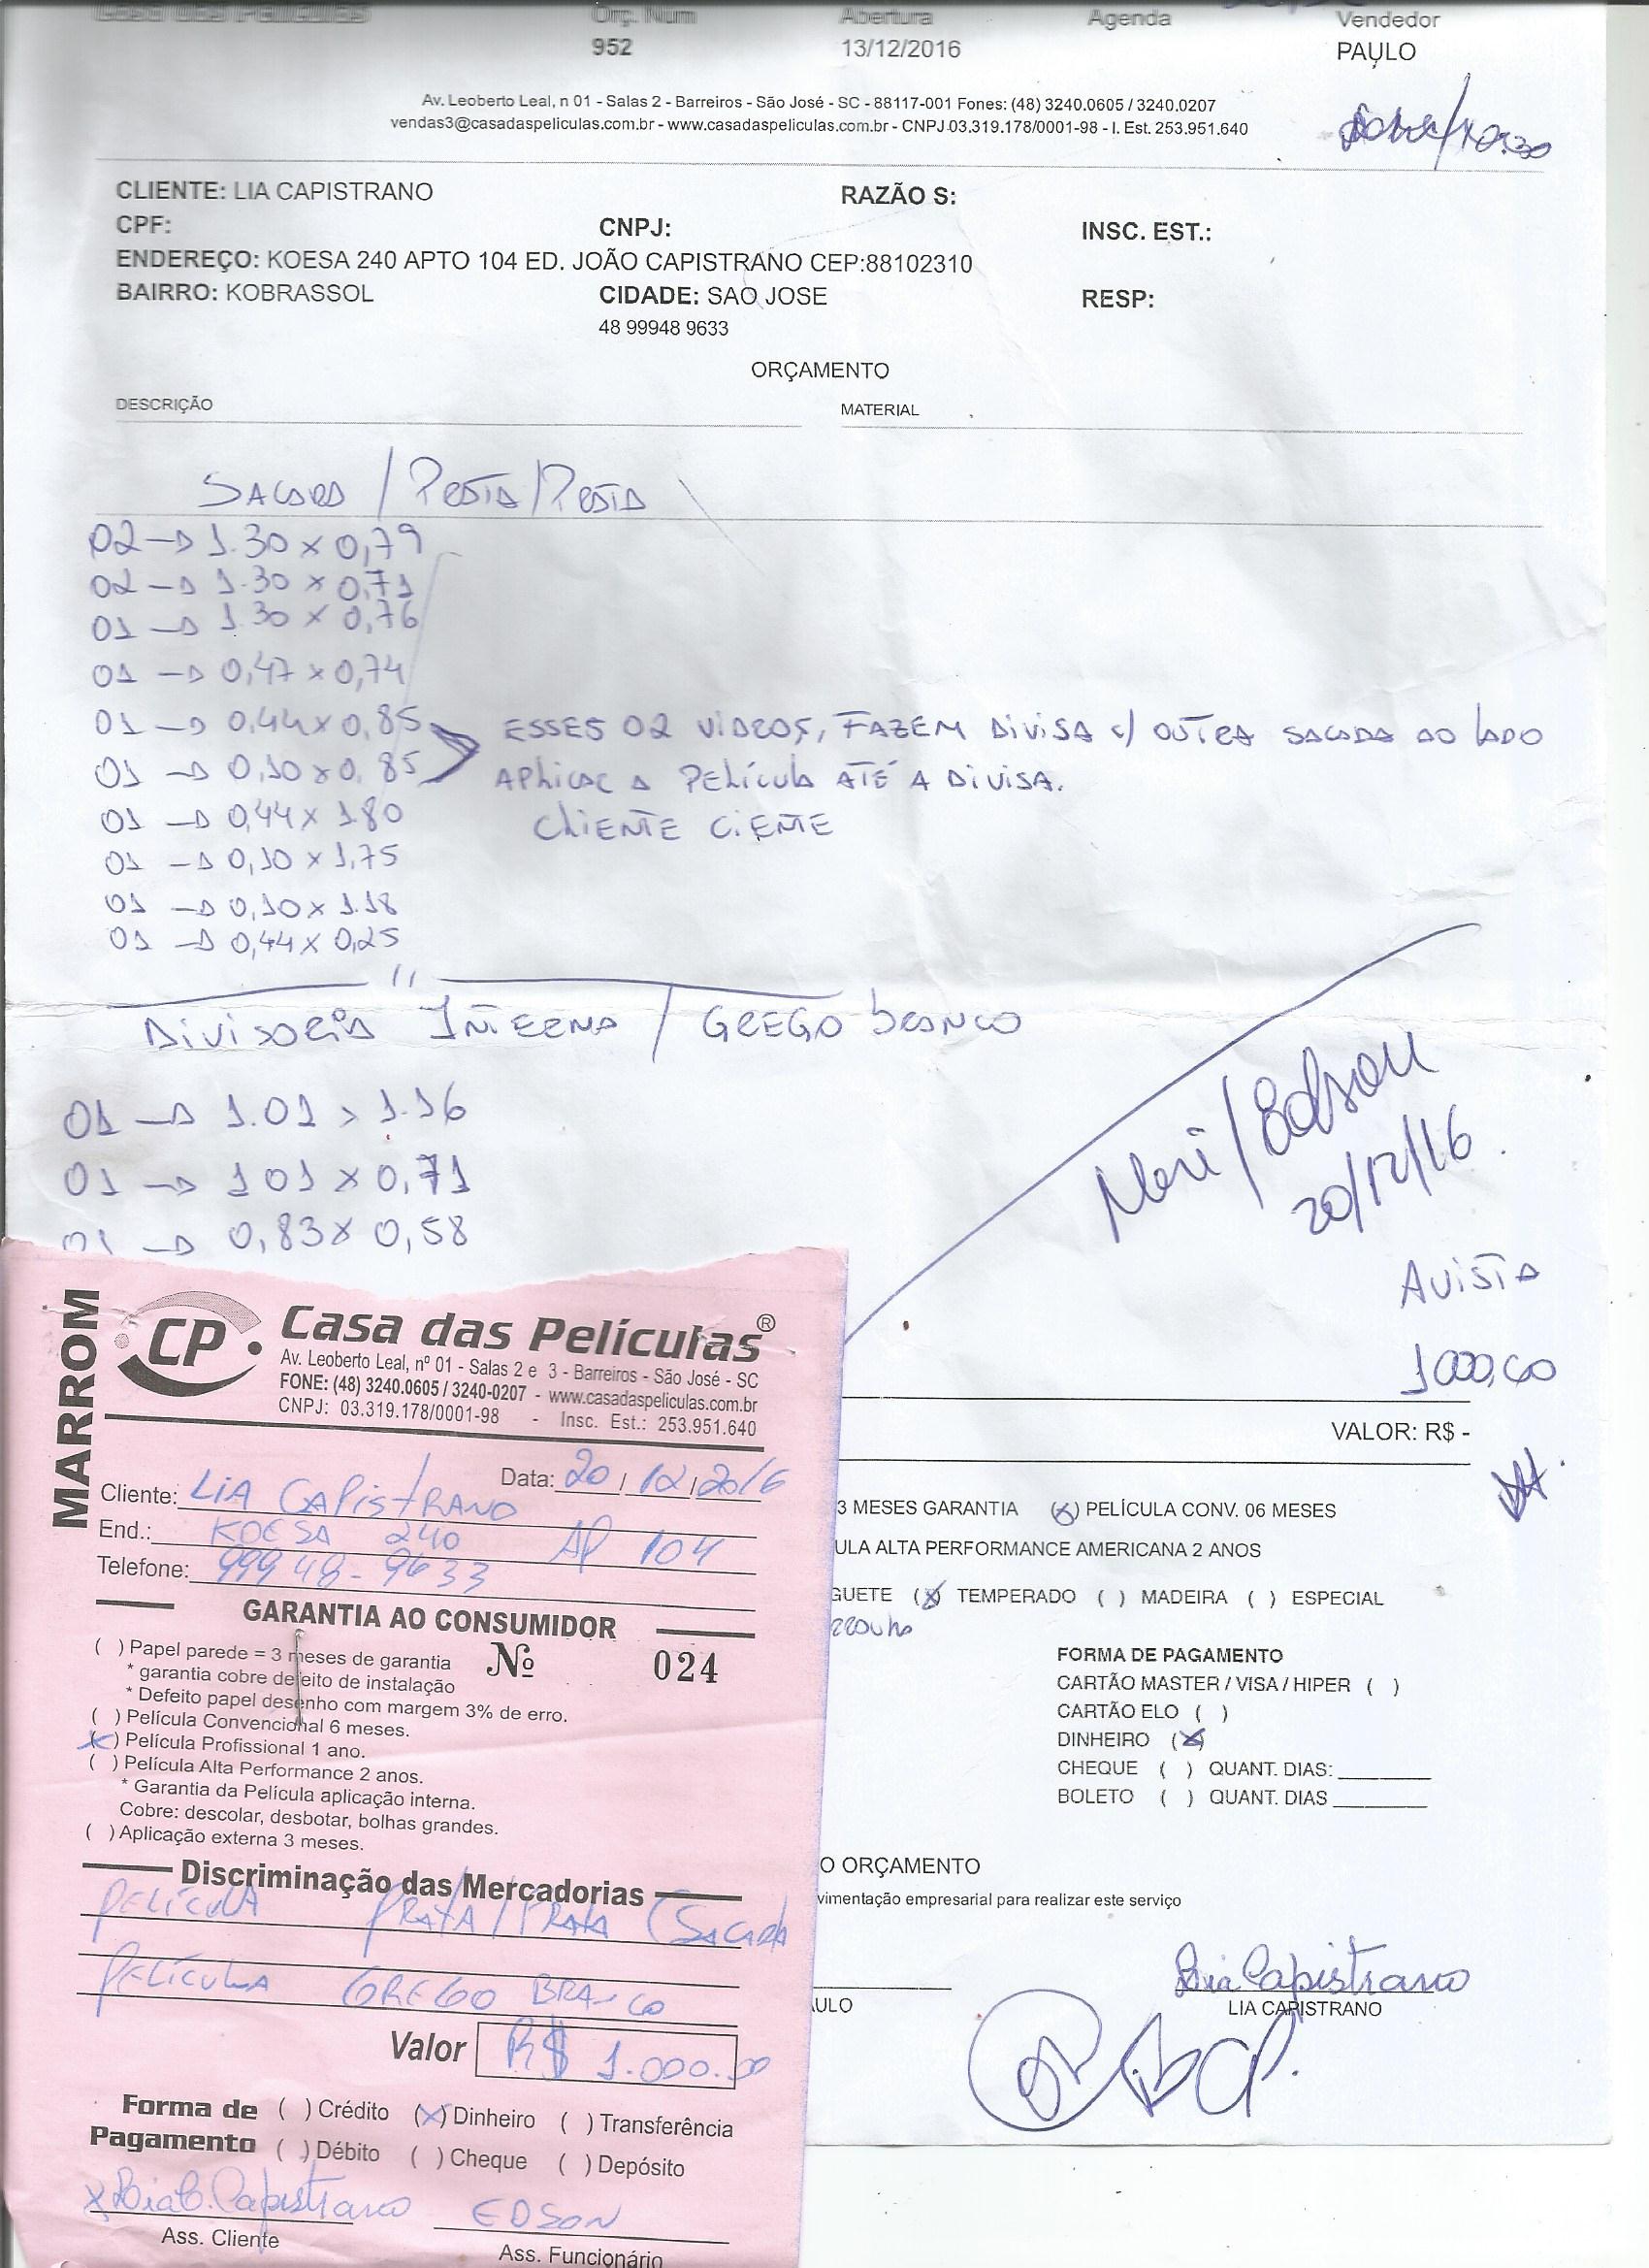 CASA DAS PELÍCULAS Orç. Num Abertura Agenda Vendedor
952 13/12/2016 PAULO
Av. Leoberto Leal, n 01 - Salas 2 - Barreiros - São José - SC - 88117-001 Fones: (48) 3240.0605 / 3240.0207
vendas3@casadaspeliculas.com.br - www.casadaspeliculas.com.br - CNPJ 03.319.178/0001-98 - I. Est. 253.951.640
CLIENTE: LIA CAPISTRANO RAZÃO S:
CPF: CNPJ: INSC. EST.:
ENDEREÇO: KOESA 240 APTO 104 ED. JOÃO CAPISTRANO CEP:88102310
BAIRRO: KOBRASSOL CIDADE: SAO JOSE RESP:
48 99948 9633
ORÇAMENTO
DESCRIÇÃO MATERIAL
SACADA / PRATA/PRATA
02 → 1.30 x 0,79
02 → 1.30 x 0,71
01 → 1.30 x 0,76
01 → 0,47 x 0,74
01 → 0,44 x 0,85 ESSES 02 VIDROS, FAZEM DIVISA c/ OUTRA SACADA AO LADO
01 → 0,10 x 0,85 APLICAR A PELÍCULA ATÉ A DIVISA.
01 → 0,44 x 1.80 CLIENTE CIENTE
01 → 0,10 x 1,75
01 → 0,10 x 1.18
01 → 0,44 x 0,25
DIVISORIA INTERNA / GREGO BRANCO
01 → 1.01 x 1.16
01 → 1 01 x 0,71
01 → 0,83 x 0,58
/Edson
20/12/16.
AVISTA
1000,00
VALOR: R$ -
3 MESES GARANTIA (X) PELÍCULA CONV. 06 MESES
ULA ALTA PERFORMANCE AMERICANA 2 ANOS
GUETE (X) TEMPERADO ( ) MADEIRA ( ) ESPECIAL
FORMA DE PAGAMENTO
CARTÃO MASTER / VISA / HIPER ( )
CARTÃO ELO ( )
DINHEIRO (X)
CHEQUE ( ) QUANT. DIAS:
BOLETO ( ) QUANT. DIAS
O ORÇAMENTO
vimentação empresarial para realizar este serviço
Lia Capistrano
AULO LIA CAPISTRANO
MARROM
CP Casa das Películas ®
Av. Leoberto Leal, nº 01 - Salas 2 e 3 - Barreiros - São José - SC
FONE: (48) 3240.0605 / 3240-0207 - www.casadaspeliculas.com.br
CNPJ: 03.319.178/0001-98 - Insc. Est.: 253.951.640
Data: 20 / 12 / 2016
Cliente: LIA CAPISTRANO
End.: KOESA 240 AP 104
Telefone: 99948-9633
GARANTIA AO CONSUMIDOR
( ) Papel parede = 3 meses de garantia Nº 024
* garantia cobre defeito de instalação
* Defeito papel desenho com margem 3% de erro.
( ) Película Convencional 6 meses.
(X) Película Profissional 1 ano.
( ) Película Alta Performance 2 anos.
* Garantia da Película aplicação interna.
Cobre: descolar, desbotar, bolhas grandes.
( ) Aplicação externa 3 meses.
Discriminação das Mercadorias
PELÍCULA PRATA/PRATA (SACADA
PELÍCULA GREGO BRANCO
Valor R$ 1.000.00
Forma de Pagamento ( ) Crédito (X) Dinheiro ( ) Transferência
( ) Débito ( ) Cheque ( ) Depósito
X Lia C. Capistrano EDSON
Ass. Cliente Ass. Funcionário